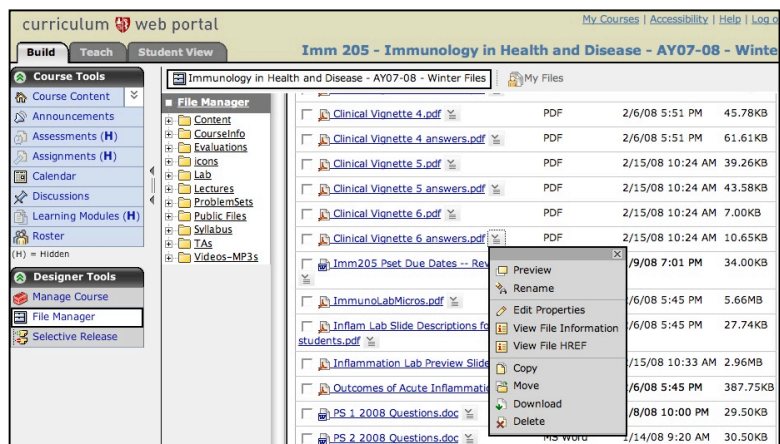 curriculum web portal
My Courses | Accessibility | Help | Log o
Build Teach Student View
Imm 205 - Immunology in Health and Disease - AY07-08 - Winte
Course Tools
Course Content
Announcements
Assessments (H)
Assignments (H)
Calendar
Discussions
Learning Modules (H)
Roster
(H) = Hidden
Designer Tools
Manage Course
File Manager
Selective Release
Immunology in Health and Disease - AY07-08 - Winter Files
My Files
File Manager
Content
CourseInfo
Evaluations
icons
Lab
Lectures
ProblemSets
Public Files
Syllabus
TAs
Videos-MP3s
Clinical Vignette 4.pdf PDF 2/6/08 5:51 PM 45.78KB
Clinical Vignette 4 answers.pdf PDF 2/6/08 5:51 PM 61.61KB
Clinical Vignette 5.pdf PDF 2/15/08 10:24 AM 39.26KB
Clinical Vignette 5 answers.pdf PDF 2/15/08 10:24 AM 43.58KB
Clinical Vignette 6.pdf PDF 2/15/08 10:24 AM 7.00KB
Clinical Vignette 6 answers.pdf PDF 2/15/08 10:24 AM 10.65KB
Imm205 Pset Due Dates -- Rev /9/08 7:01 PM 34.00KB
ImmunoLabMicros.pdf /6/08 5:45 PM 5.66MB
Inflam Lab Slide Descriptions fo /6/08 5:45 PM 27.74KB
students.pdf
Inflammation Lab Preview Slide /15/08 10:33 AM 2.96MB
Outcomes of Acute Inflammatio /6/08 5:45 PM 387.75KB
PS 1 2008 Questions.doc /8/08 10:00 PM 29.50KB
PS 2 2008 Questions.doc MS Word 2/14/08 9:20 AM 30.50KB
Preview
Rename
Edit Properties
View File Information
View File HREF
Copy
Move
Download
Delete